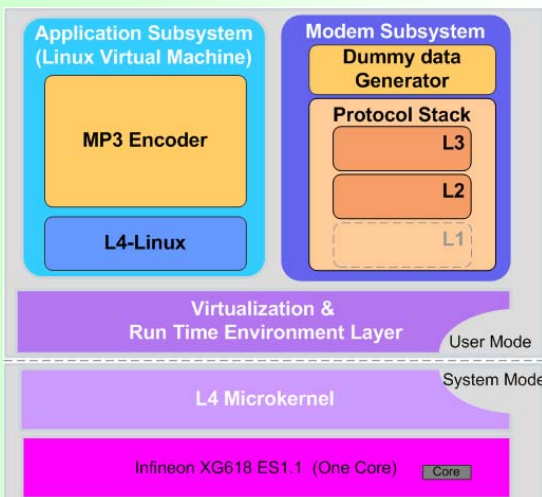 Application Subsystem
(Linux Virtual Machine)
MP3 Encoder
L4-Linux
Modem Subsystem
Dummy data
Generator
Protocol Stack
L3
L2
L1
Virtualization &
Run Time Environment Layer
User Mode
System Mode
L4 Microkernel
Infineon XG618 ES1.1 (One Core)
Core